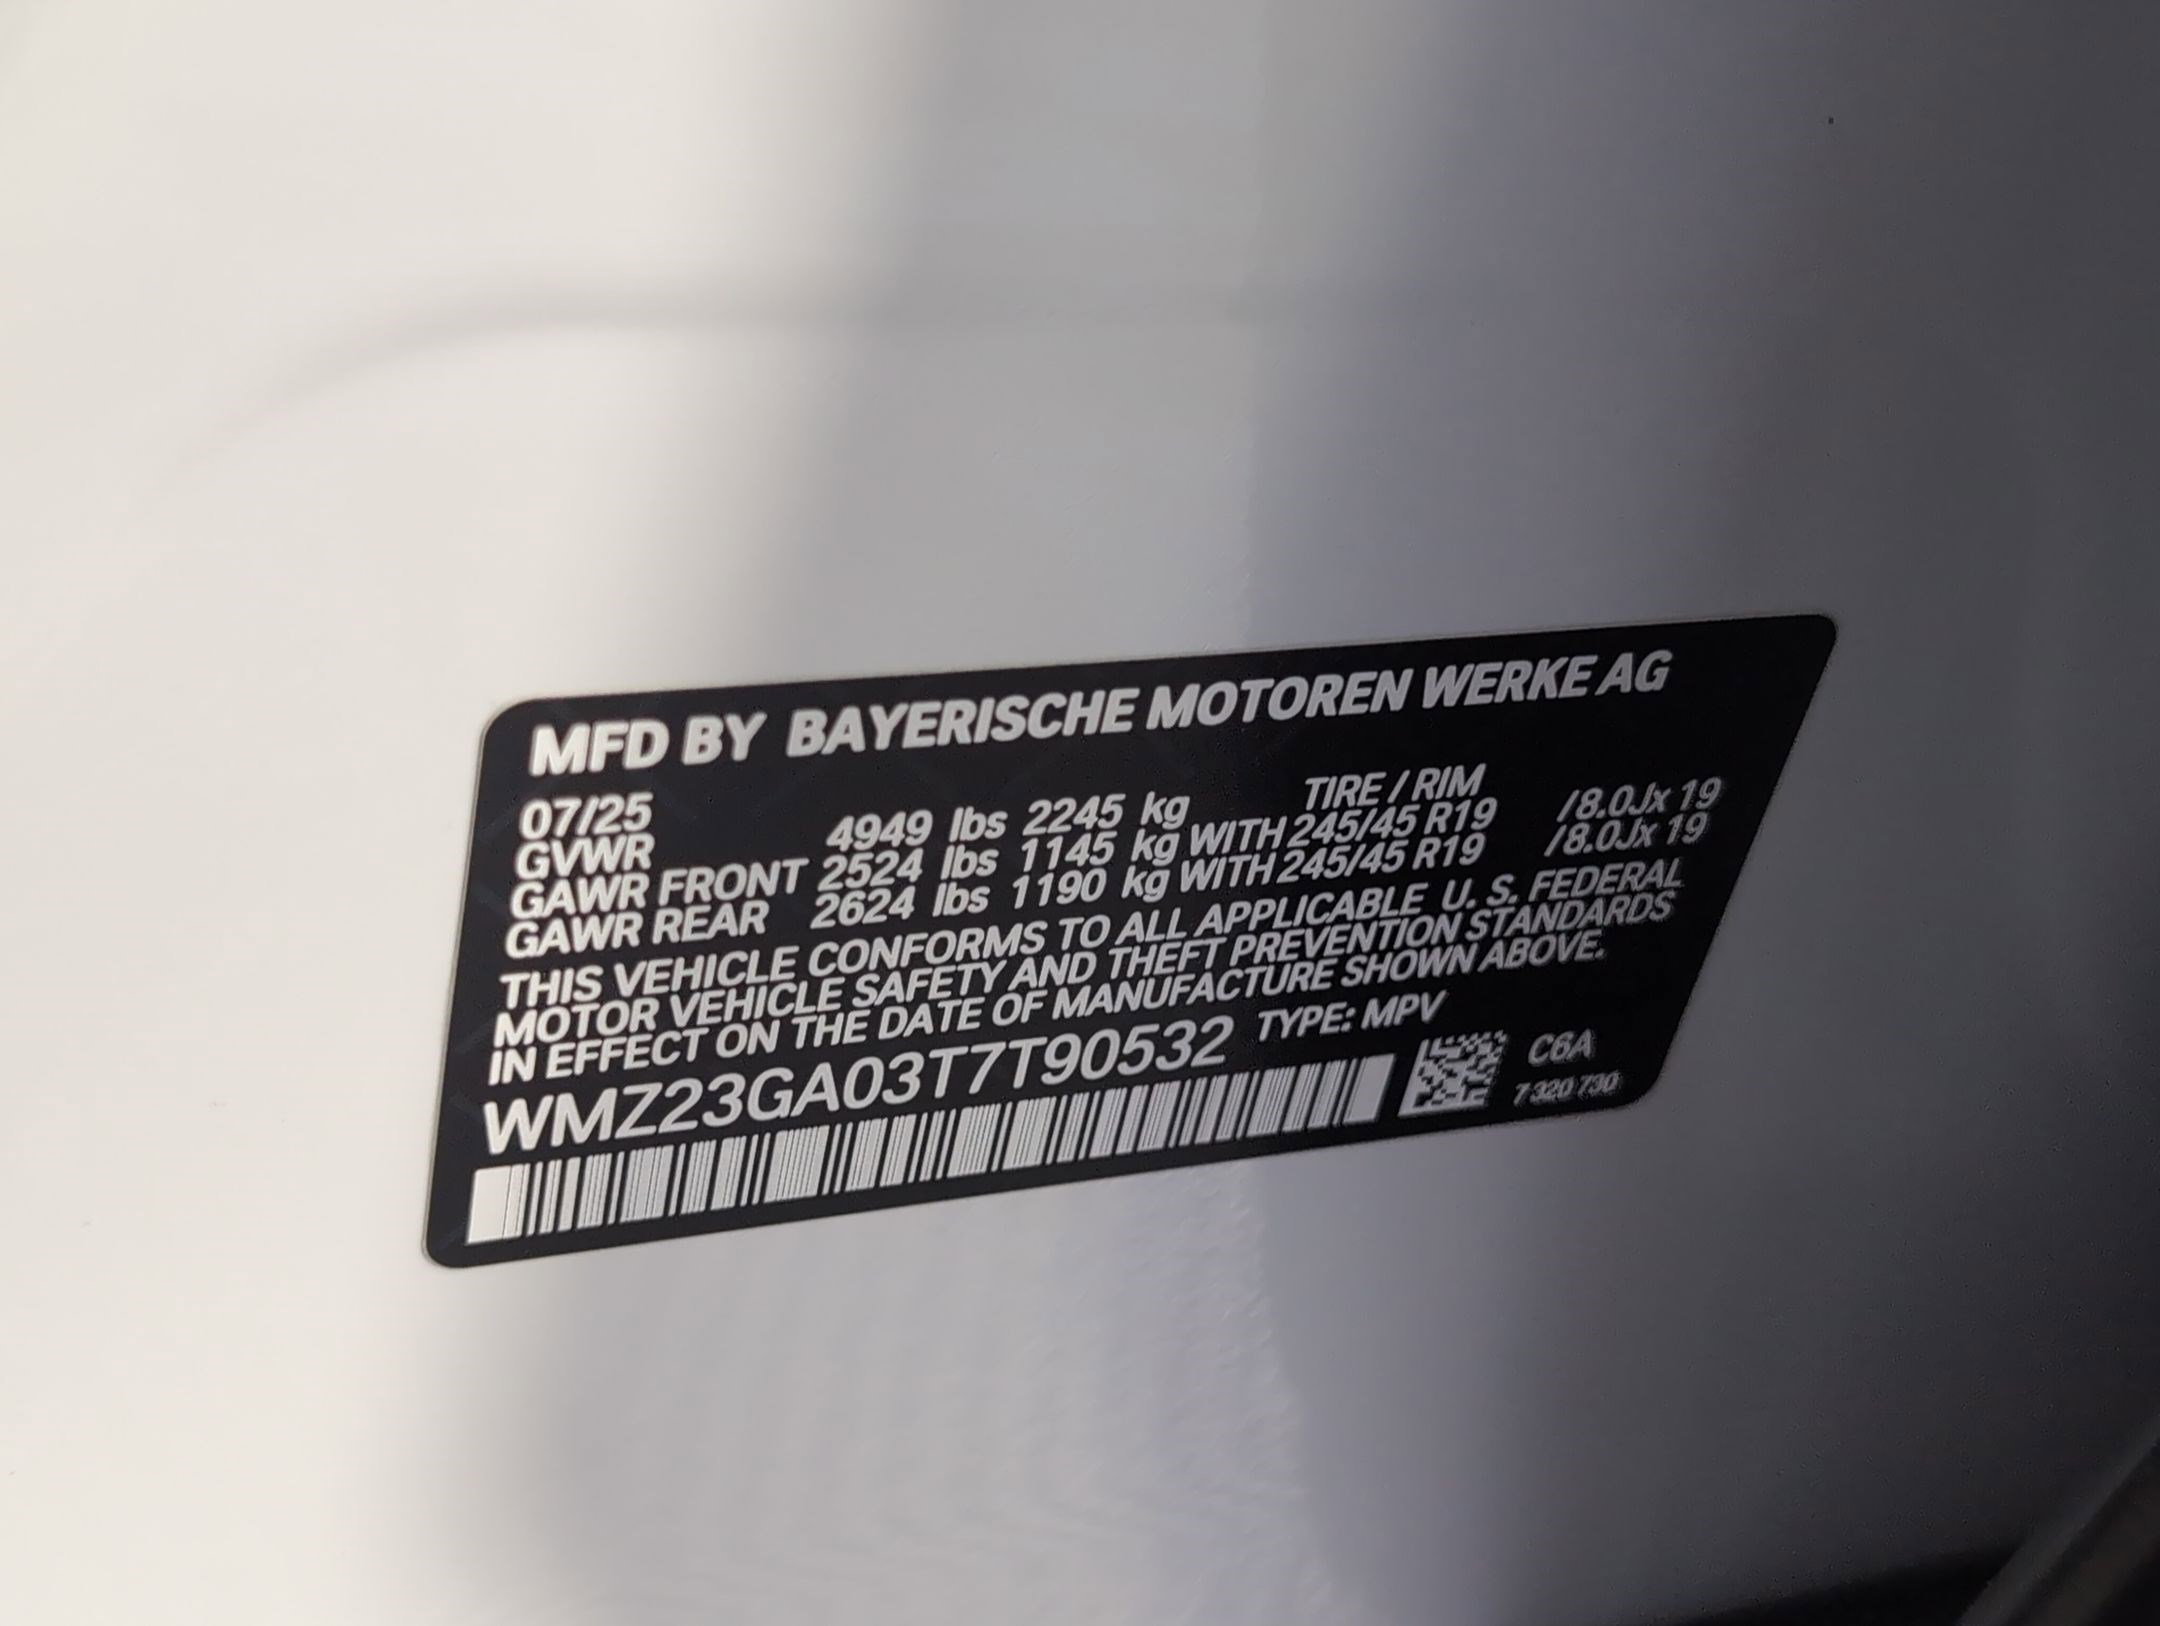 MFD BY BAYERISCHE MOTOREN WERKE AG
07/25 TIRE / RIM
GVWR 4949 lbs 2245 kg
GAWR FRONT 2524 lbs 1145 kg WITH 245/45 R19 /8.0Jx 19
GAWR REAR 2624 lbs 1190 kg WITH 245/45 R19 /8.0Jx 19
THIS VEHICLE CONFORMS TO ALL APPLICABLE U. S. FEDERAL
MOTOR VEHICLE SAFETY AND THEFT PREVENTION STANDARDS
IN EFFECT ON THE DATE OF MANUFACTURE SHOWN ABOVE.
WMZ23GA03T7T90532 TYPE: MPV
C6A
7 320 730